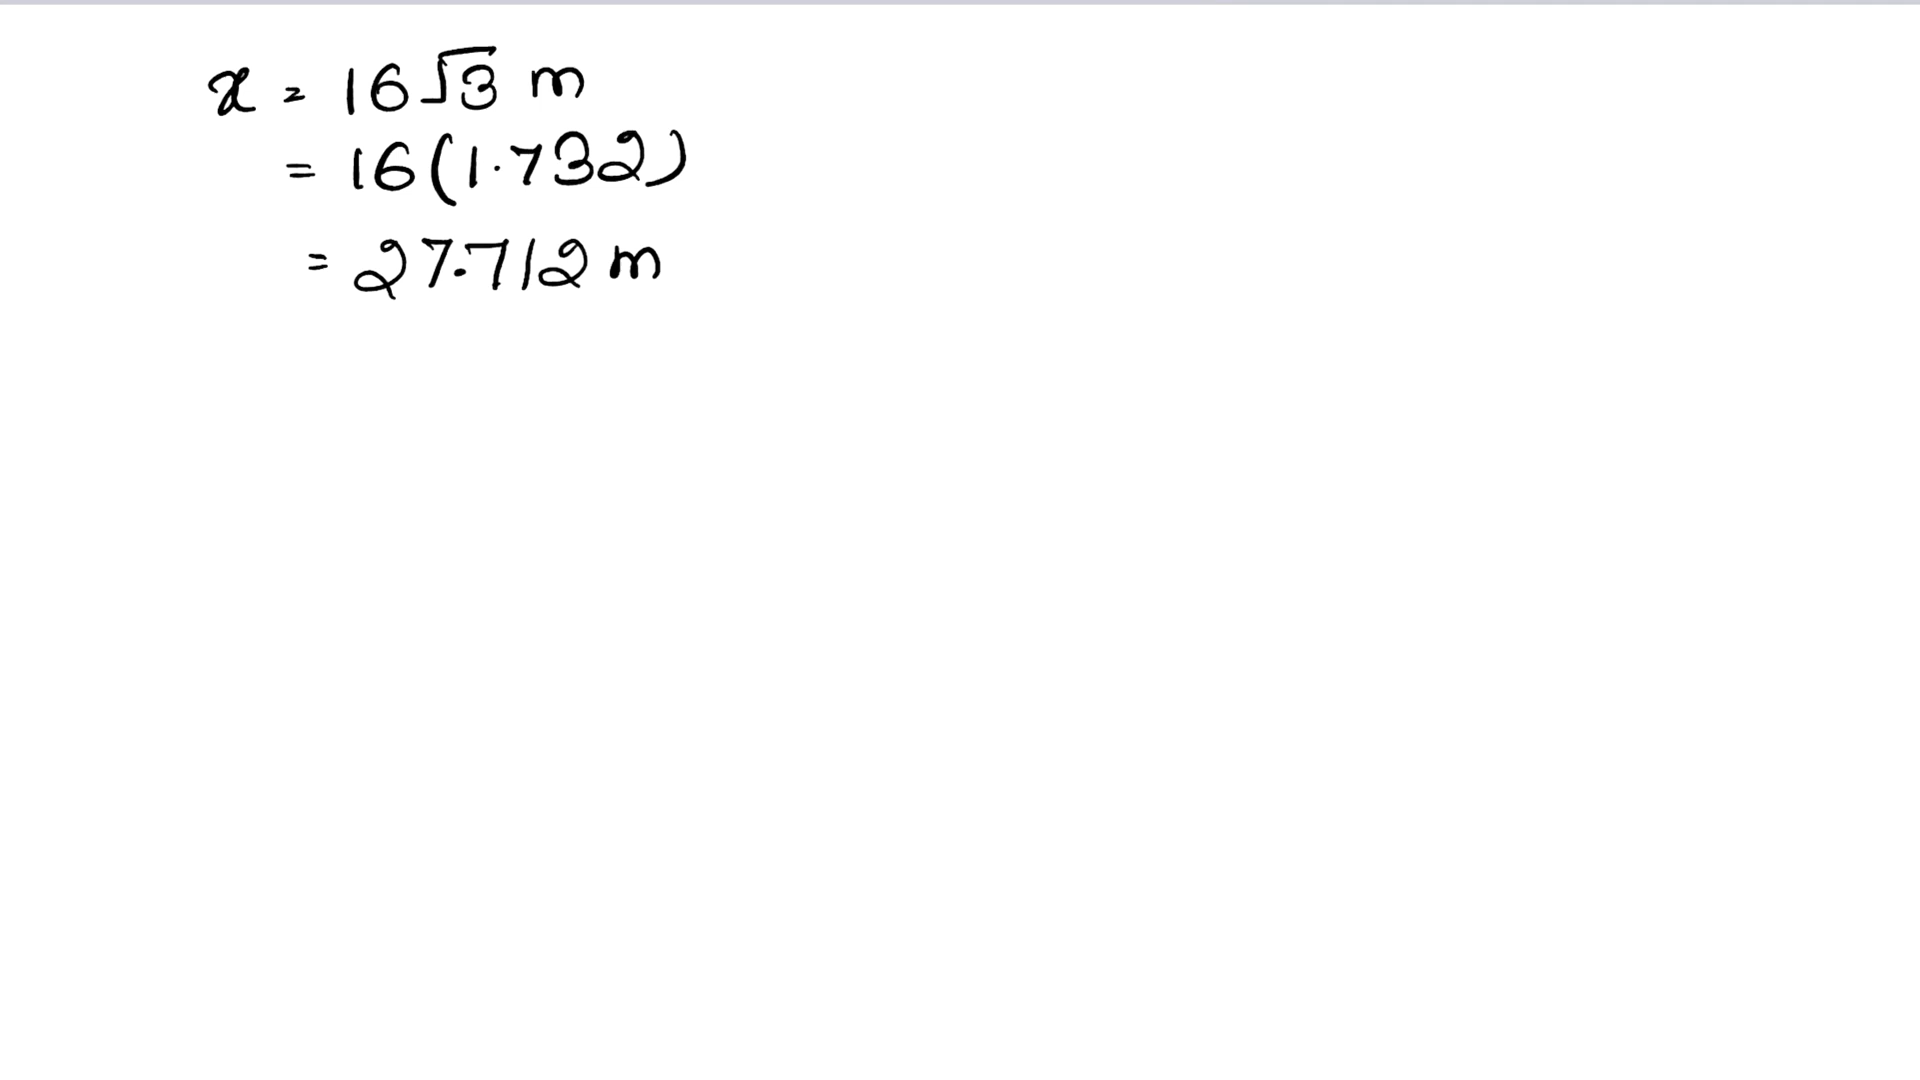 x = 16√3 m
= 16(1.732)
= 27.712 m